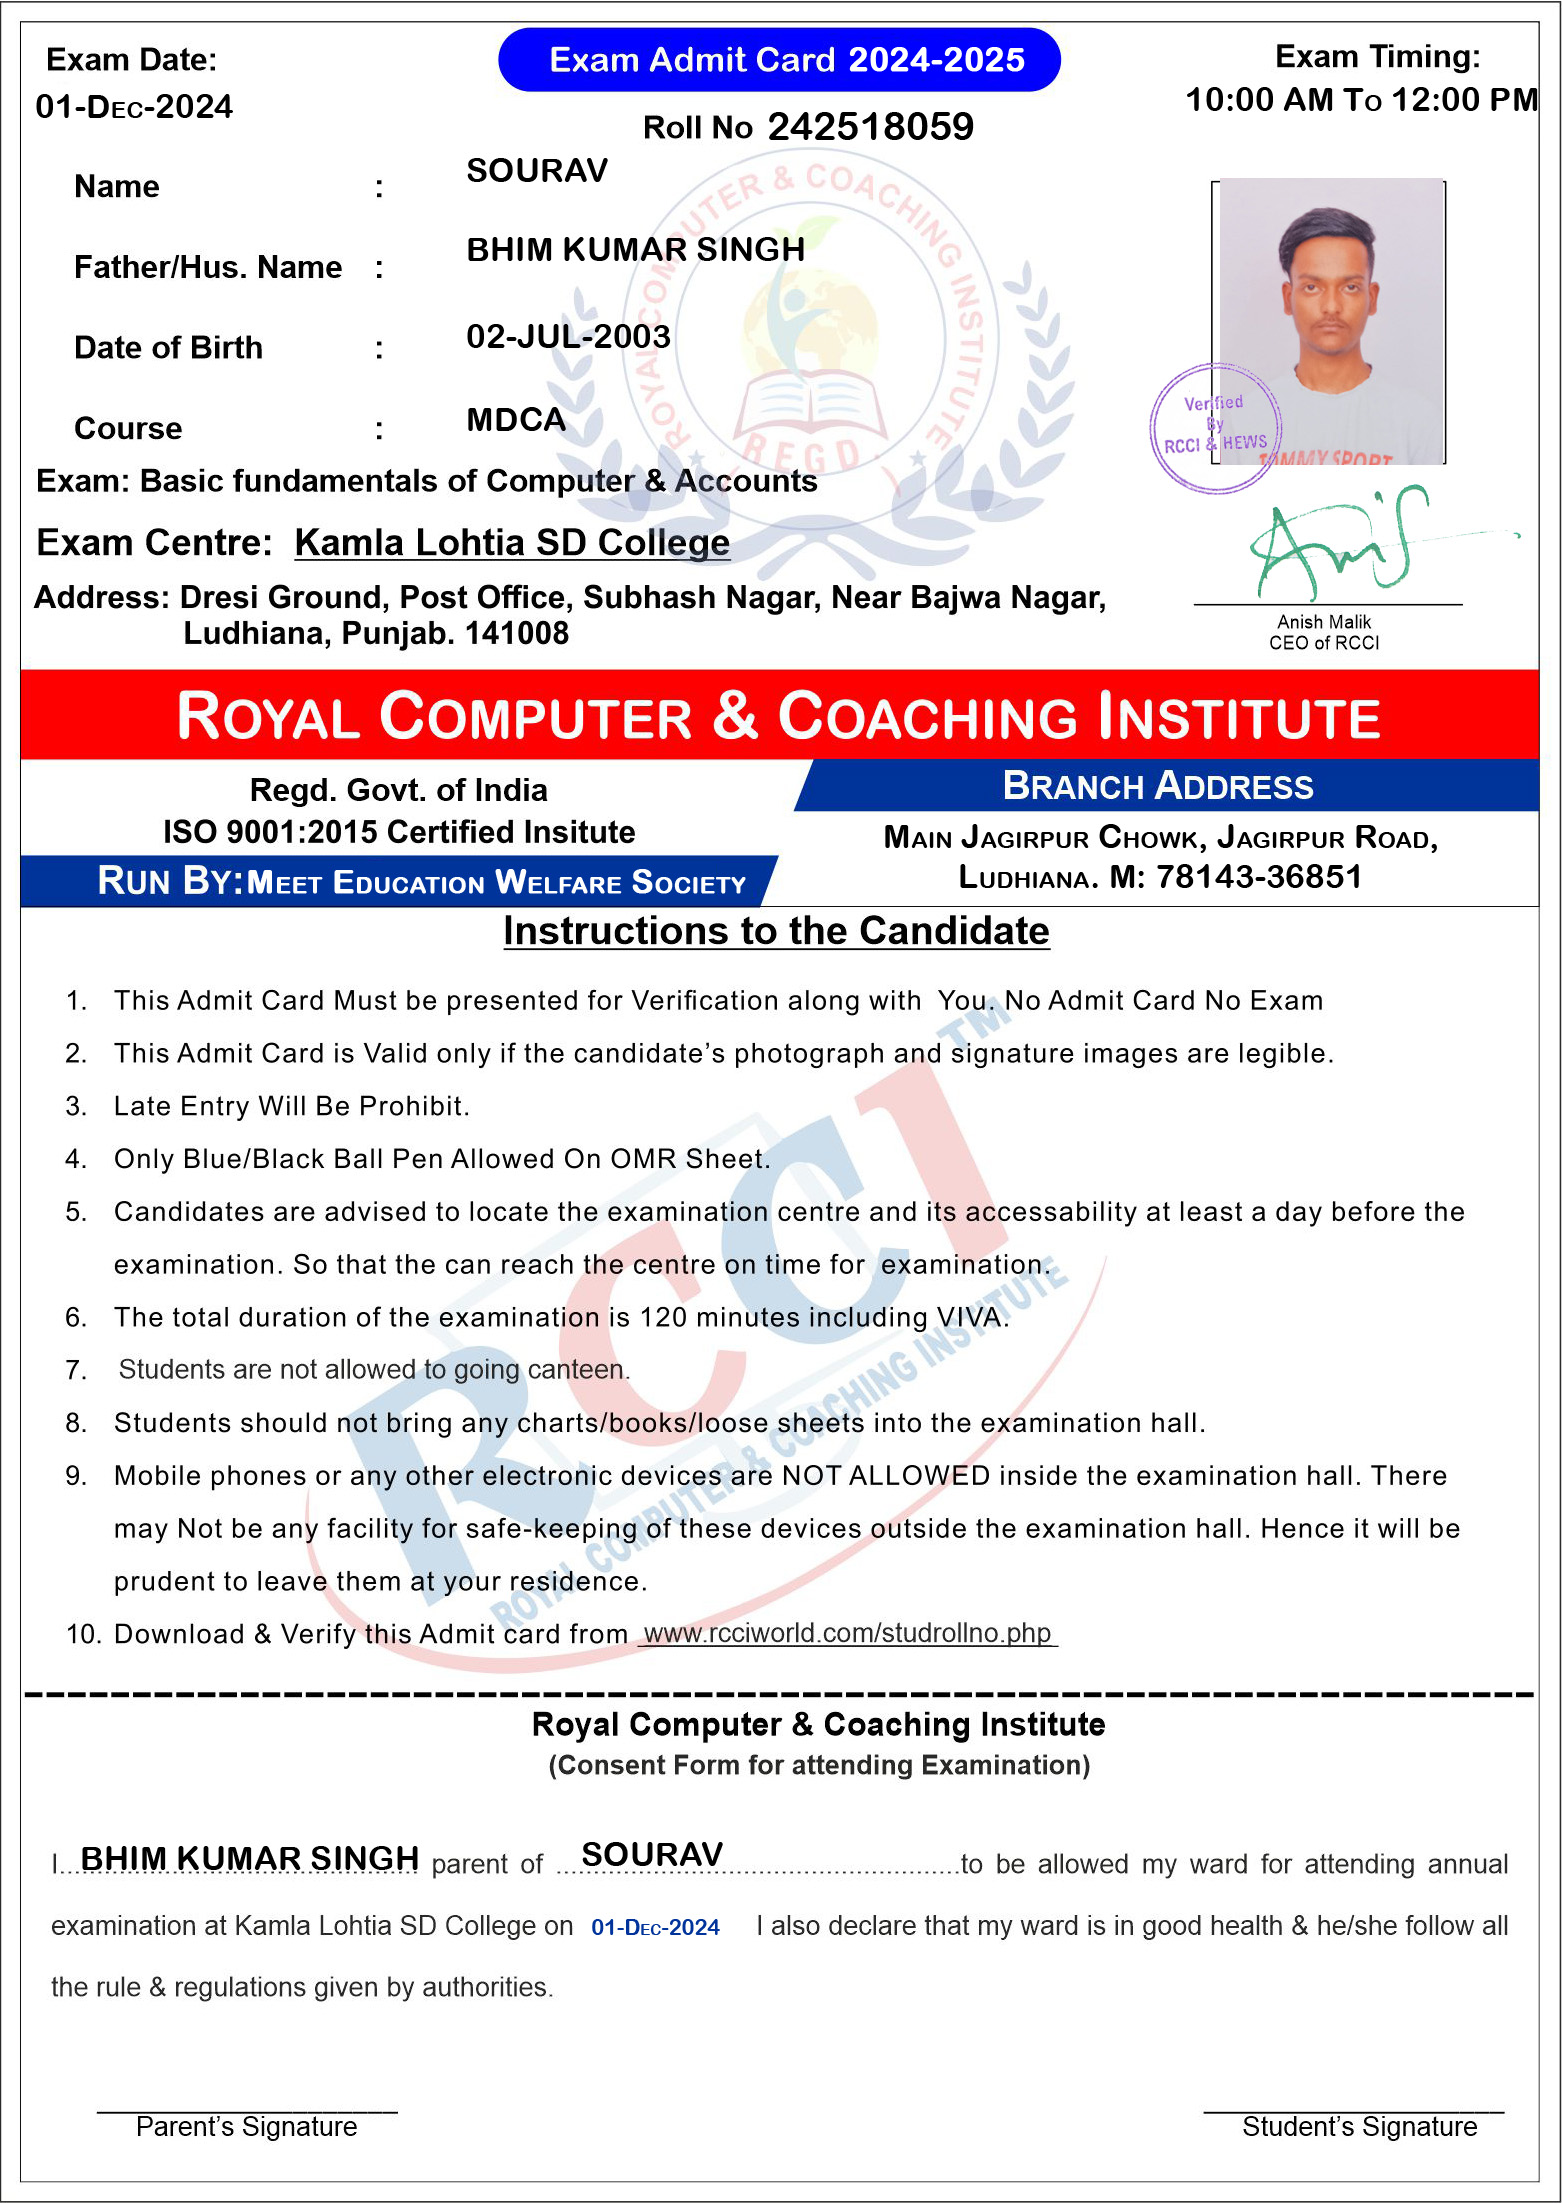 Exam Date:
01-DEC-2024
Exam Admit Card 2024-2025
Exam Timing:
10:00 AM TO 12:00 PM
Roll No 242518059
Name : SOURAV
Father/Hus. Name : BHIM KUMAR SINGH
Date of Birth : 02-JUL-2003
Course : MDCA
ROYAL COMPUTER & COACHING INSTITUTE
REGD.
TOMMY SPORT
Verified
By
RCCI & HEWS
Exam: Basic fundamentals of Computer & Accounts
Exam Centre: Kamla Lohtia SD College
Address: Dresi Ground, Post Office, Subhash Nagar, Near Bajwa Nagar,
Ludhiana, Punjab. 141008
Anish Malik
CEO of RCCI
ROYAL COMPUTER & COACHING INSTITUTE
Regd. Govt. of India
ISO 9001:2015 Certified Insitute
RUN BY:MEET EDUCATION WELFARE SOCIETY
BRANCH ADDRESS
MAIN JAGIRPUR CHOWK, JAGIRPUR ROAD,
LUDHIANA. M: 78143-36851
Instructions to the Candidate
1. This Admit Card Must be presented for Verification along with You. No Admit Card No Exam
2. This Admit Card is Valid only if the candidate's photograph and signature images are legible.
3. Late Entry Will Be Prohibit.
4. Only Blue/Black Ball Pen Allowed On OMR Sheet.
5. Candidates are advised to locate the examination centre and its accessability at least a day before the
examination. So that the can reach the centre on time for examination.
6. The total duration of the examination is 120 minutes including VIVA.
7. Students are not allowed to going canteen.
8. Students should not bring any charts/books/loose sheets into the examination hall.
9. Mobile phones or any other electronic devices are NOT ALLOWED inside the examination hall. There
may Not be any facility for safe-keeping of these devices outside the examination hall. Hence it will be
prudent to leave them at your residence.
10. Download & Verify this Admit card from www.rcciworld.com/studrollno.php
RCCI TM
ROYAL COMPUTER & COACHING INSTITUTE
Royal Computer & Coaching Institute
(Consent Form for attending Examination)
I... BHIM KUMAR SINGH parent of ... SOURAV ...to be allowed my ward for attending annual
examination at Kamla Lohtia SD College on 01-DEC-2024 I also declare that my ward is in good health & he/she follow all
the rule & regulations given by authorities.
Parent's Signature
Student's Signature